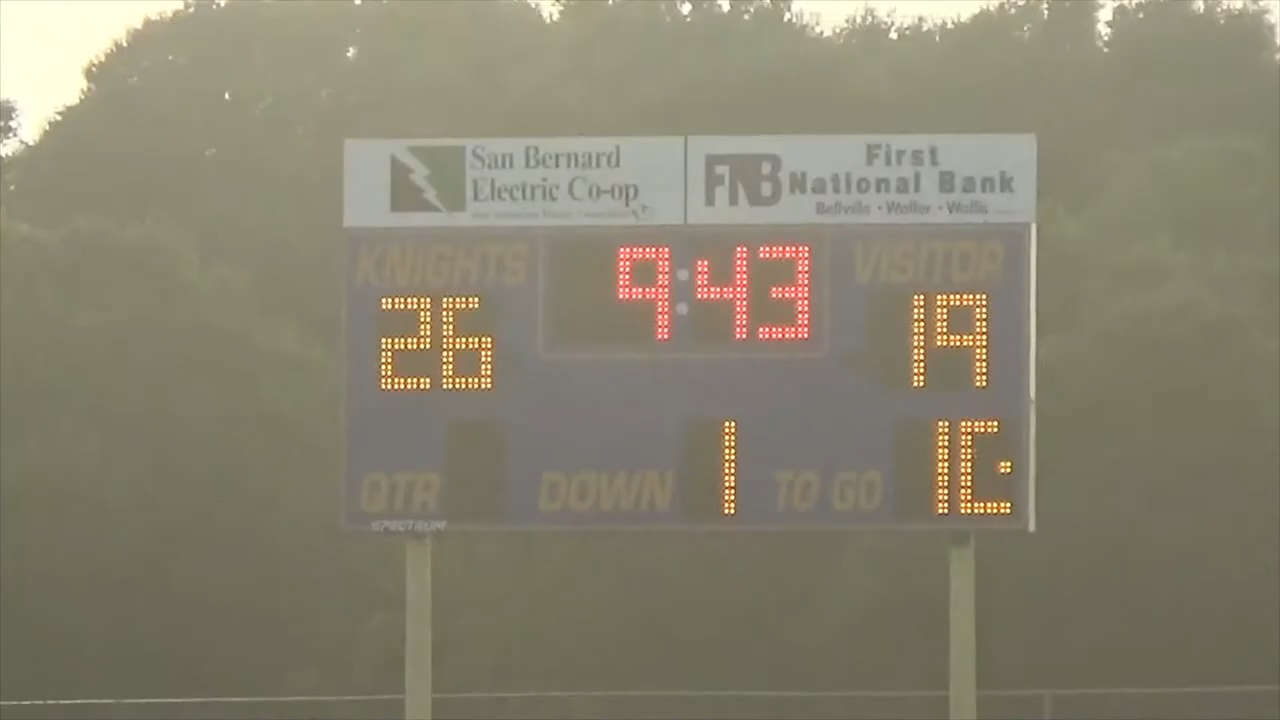 San Bernard
Electric Co-op
FNB
First
National Bank
Bellville • Waller • Wallis
KNIGHTS
9:43
VISITOR
26
19
QTR
DOWN 1
TO GO 10
SPECTRUM